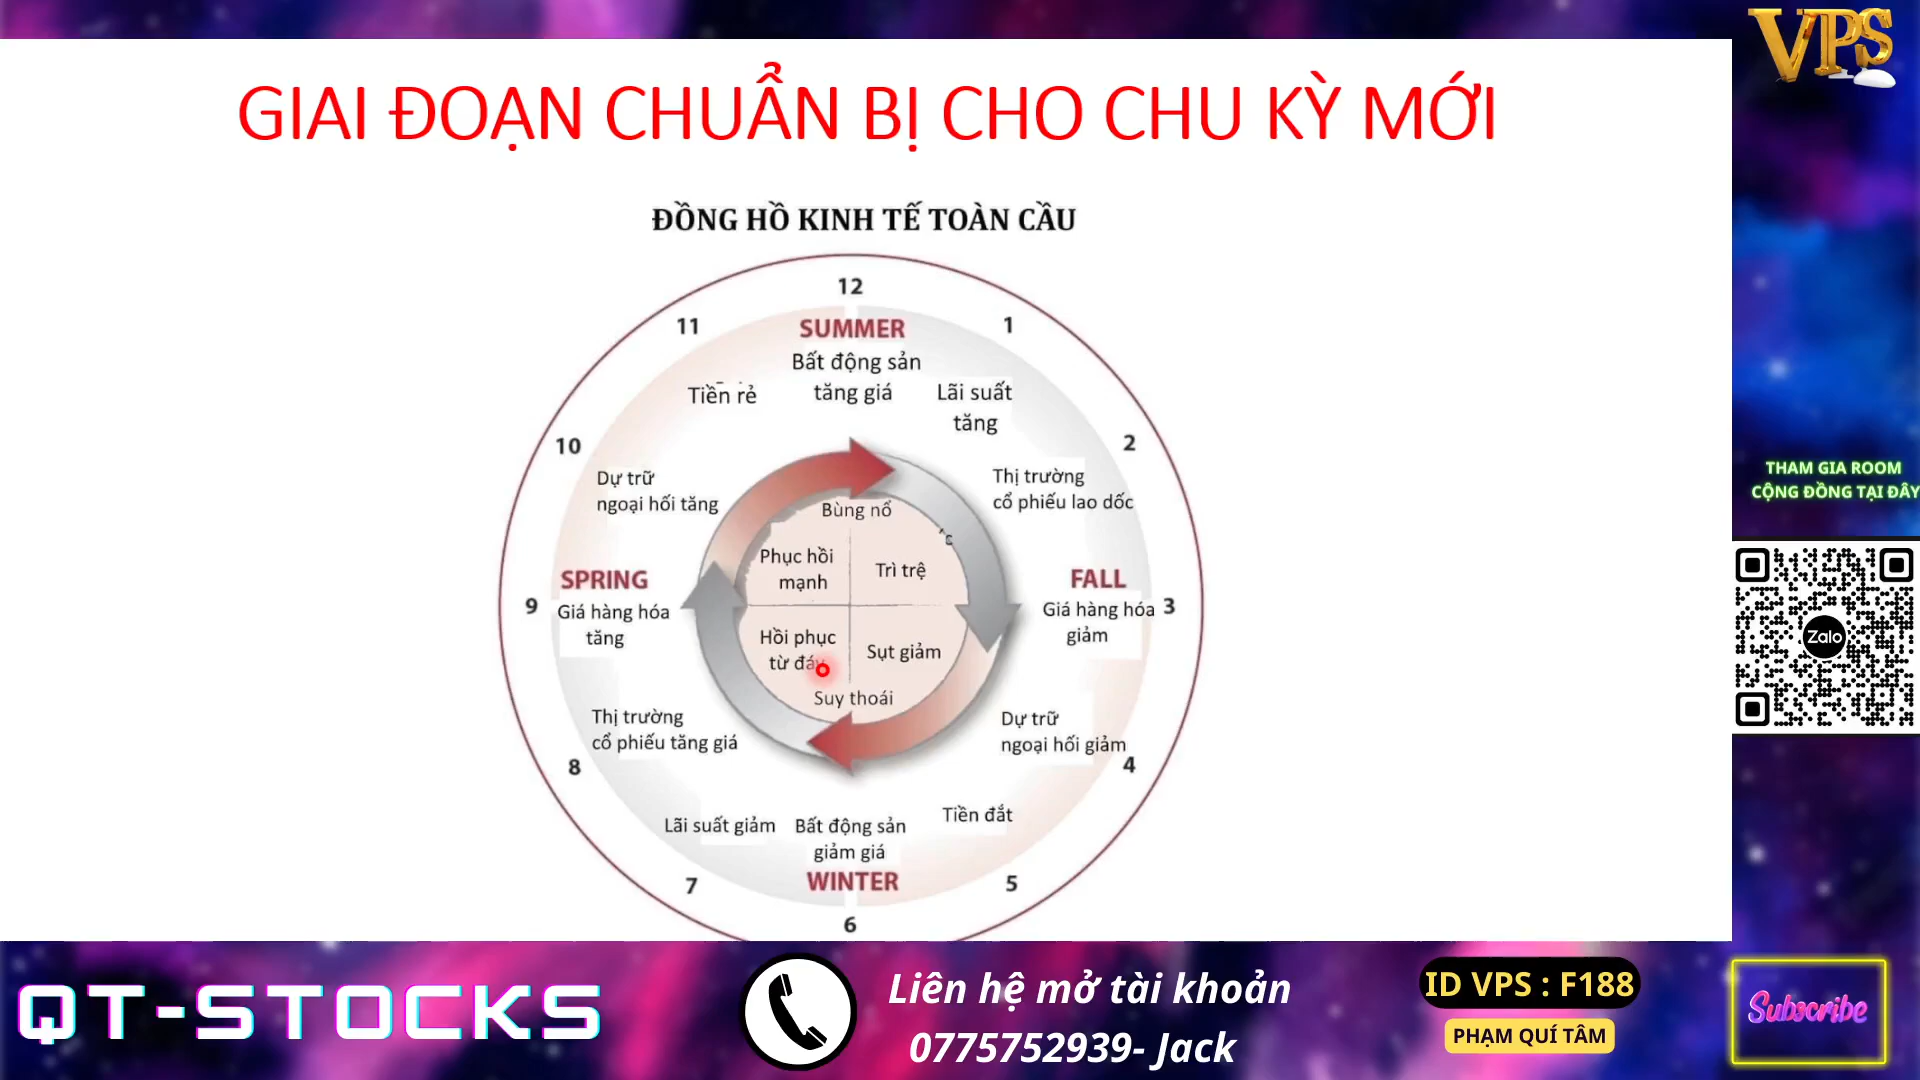 VPS
GIAI ĐOẠN CHUẨN BỊ CHO CHU KỲ MỚI
ĐỒNG HỒ KINH TẾ TOÀN CẦU
12
11
SUMMER
1
Bất động sản
tăng giá
Tiền rẻ
Lãi suất
tăng
10
2
Dự trữ
ngoại hối tăng
Thị trường
cổ phiếu lao dốc
Bùng nổ
Phục hồi
mạnh
Trì trệ
SPRING
FALL
9
Giá hàng hóa
tăng
Giá hàng hóa
giảm
3
Hồi phục
từ đáy
Sụt giảm
Suy thoái
Thị trường
cổ phiếu tăng giá
Dự trữ
ngoại hối giảm
8
4
Lãi suất giảm
Bất động sản
giảm giá
Tiền đắt
WINTER
7
5
6
THAM GIA ROOM
CỘNG ĐỒNG TẠI ĐÂY
Zalo
QT-STOCKS
Liên hệ mở tài khoản
0775752939- Jack
ID VPS : F188
PHẠM QUÍ TÂM
Subscribe